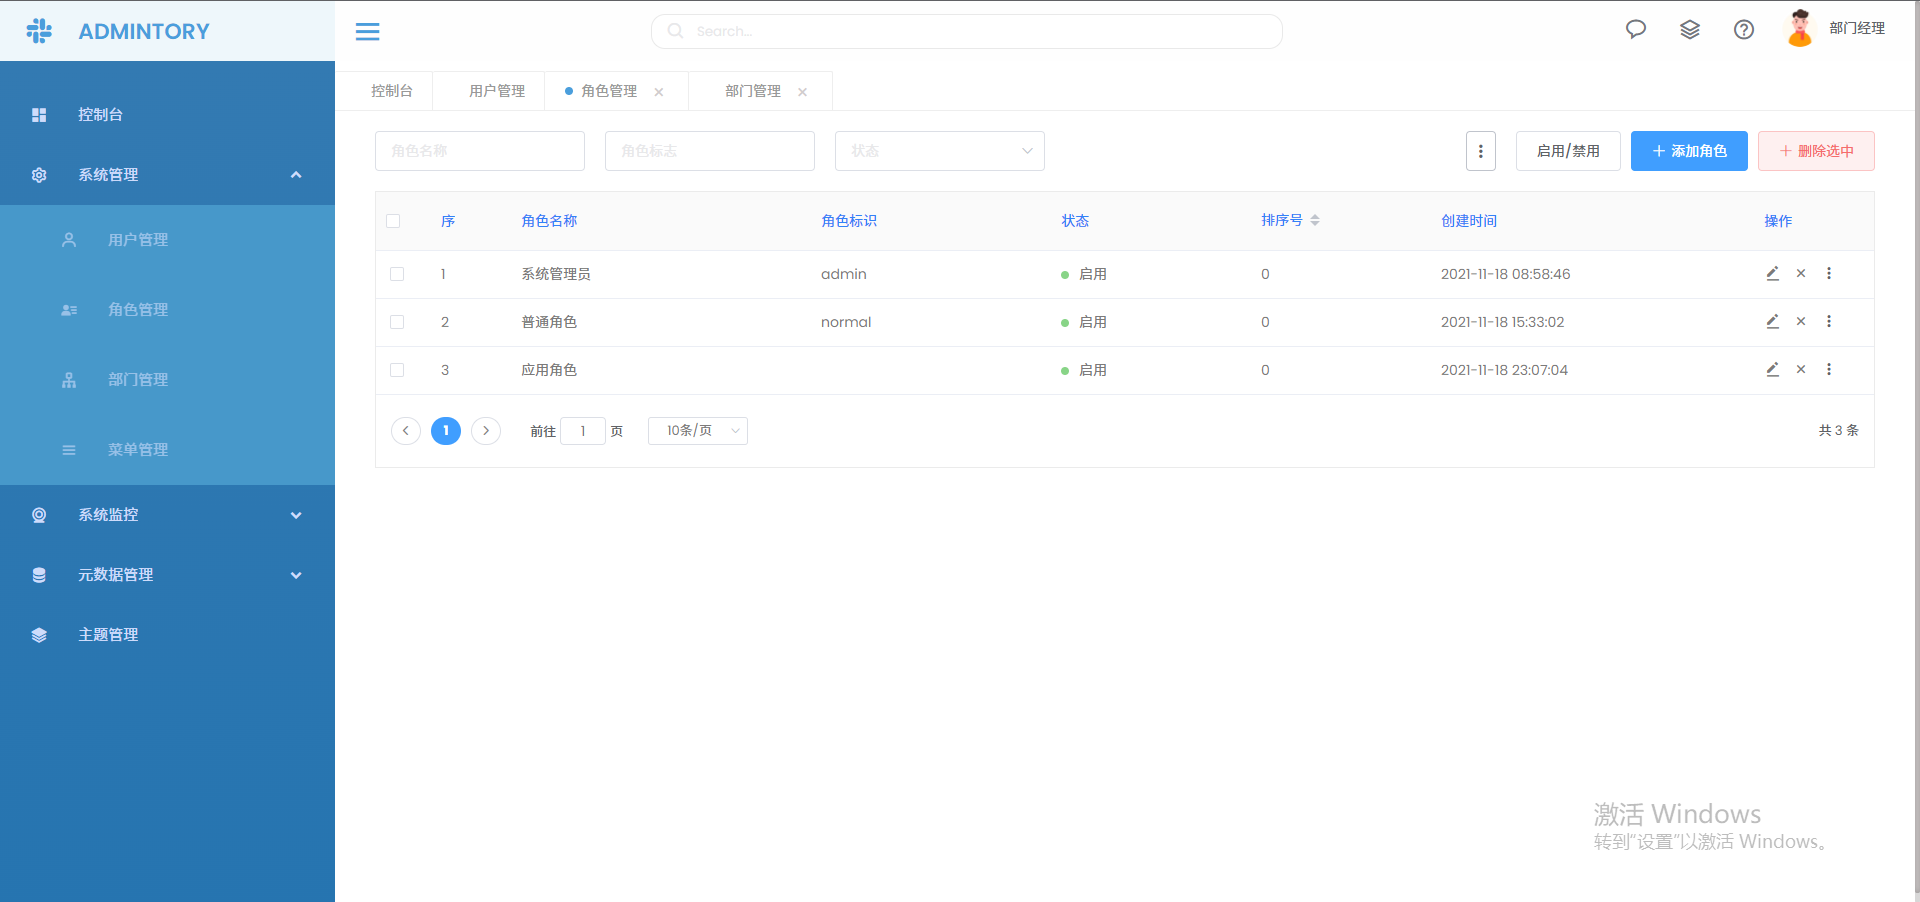 ADMINTORY
Search...
部门经理
控制台
系统管理
用户管理
角色管理
部门管理
菜单管理
系统监控
元数据管理
主题管理
控制台 用户管理 角色管理 部门管理
角色名称 角色标志 状态 启用/禁用 添加角色 删除选中
序 角色名称 角色标识 状态 排序号 创建时间 操作
1 系统管理员 admin 启用 0 2021-11-18 08:58:46
2 普通角色 normal 启用 0 2021-11-18 15:33:02
3 应用角色 启用 0 2021-11-18 23:07:04
1 前往 1 页 10条/页 共 3 条
激活 Windows
转到“设置”以激活 Windows。